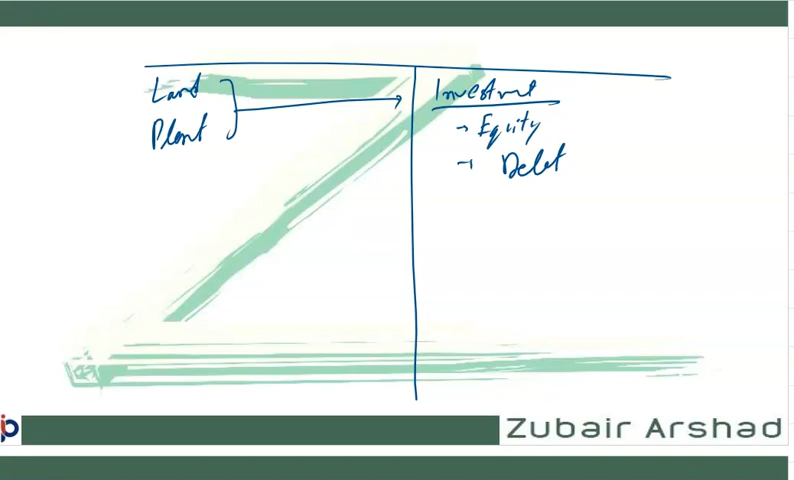 Land
Plant
Investment
→ Equity
→ Debt
Zubair Arshad